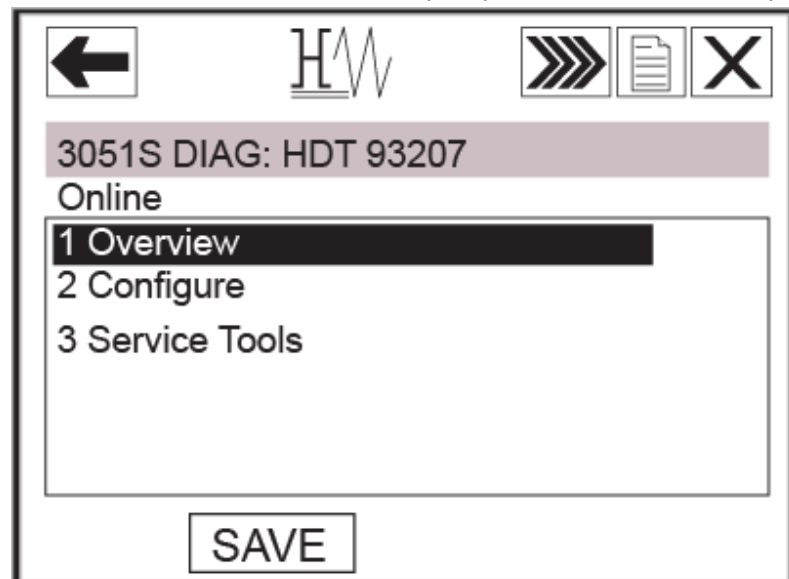 H
3051S DIAG: HDT 93207
Online
1 Overview
2 Configure
3 Service Tools
SAVE